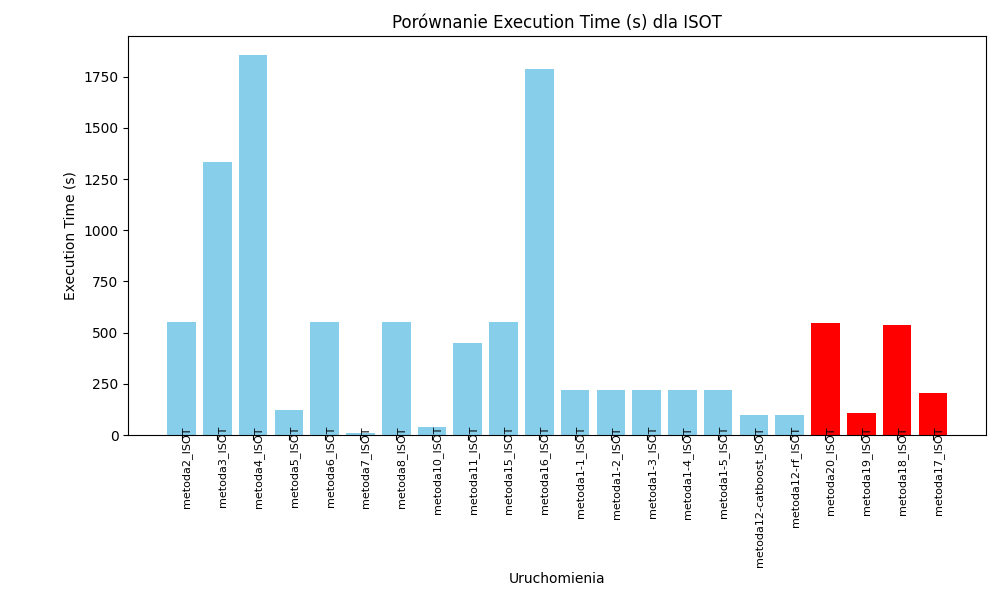 Porównanie Execution Time (s) dla ISOT
Execution Time (s)
1750
1500
1250
1000
750
500
250
0
metoda2_ISOT
metoda3_ISOT
metoda4_ISOT
metoda5_ISOT
metoda6_ISOT
metoda7_ISOT
metoda8_ISOT
metoda10_ISOT
metoda11_ISOT
metoda15_ISOT
metoda16_ISOT
metoda1-1_ISOT
metoda1-2_ISOT
metoda1-3_ISOT
metoda1-4_ISOT
metoda1-5_ISOT
metoda12-catboost_ISOT
metoda12-rf_ISOT
metoda20_ISOT
metoda19_ISOT
metoda18_ISOT
metoda17_ISOT
Uruchomienia